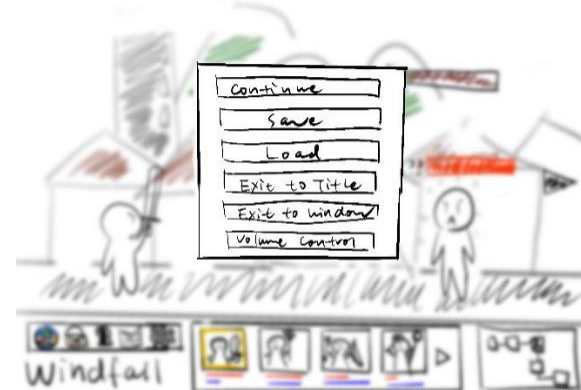 Continue
Save
Load
Exit to Title
Exit to window
Volume Control
Windfall